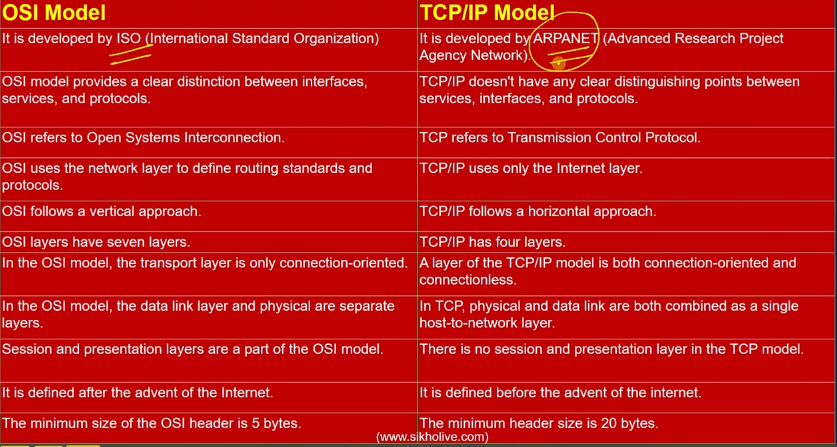 OSI Model
TCP/IP Model
It is developed by ISO (International Standard Organization)
It is developed by ARPANET (Advanced Research Project
Agency Network).
OSI model provides a clear distinction between interfaces,
services, and protocols.
TCP/IP doesn't have any clear distinguishing points between
services, interfaces, and protocols.
OSI refers to Open Systems Interconnection.
TCP refers to Transmission Control Protocol.
OSI uses the network layer to define routing standards and
protocols.
TCP/IP uses only the Internet layer.
OSI follows a vertical approach.
TCP/IP follows a horizontal approach.
OSI layers have seven layers.
TCP/IP has four layers.
In the OSI model, the transport layer is only connection-oriented.
A layer of the TCP/IP model is both connection-oriented and
connectionless.
In the OSI model, the data link layer and physical are separate
layers.
In TCP, physical and data link are both combined as a single
host-to-network layer.
Session and presentation layers are a part of the OSI model.
There is no session and presentation layer in the TCP model.
It is defined after the advent of the Internet.
It is defined before the advent of the internet.
The minimum size of the OSI header is 5 bytes.
The minimum header size is 20 bytes.
(www.sikholive.com)